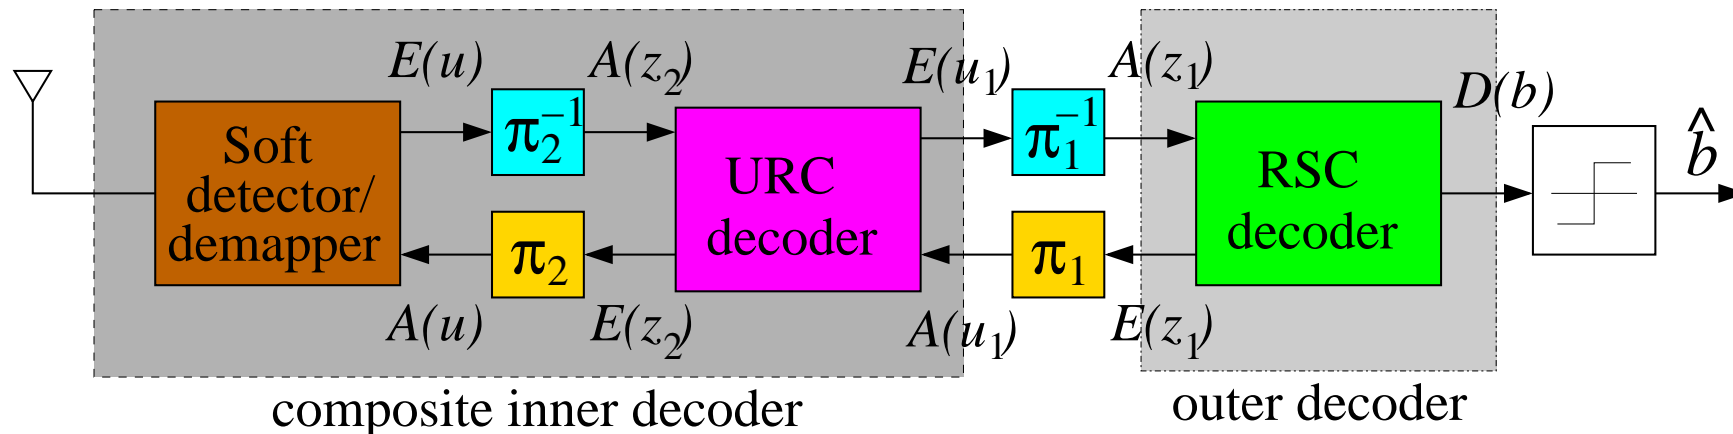 E(u)
A(z₂)
E(u₁)
A(z₁)
D(b)
Soft
detector/
demapper
π₂⁻¹
URC
decoder
π₁⁻¹
RSC
decoder
b̂
π₂
π₁
A(u)
E(z₂)
A(u₁)
E(z₁)
composite inner decoder
outer decoder